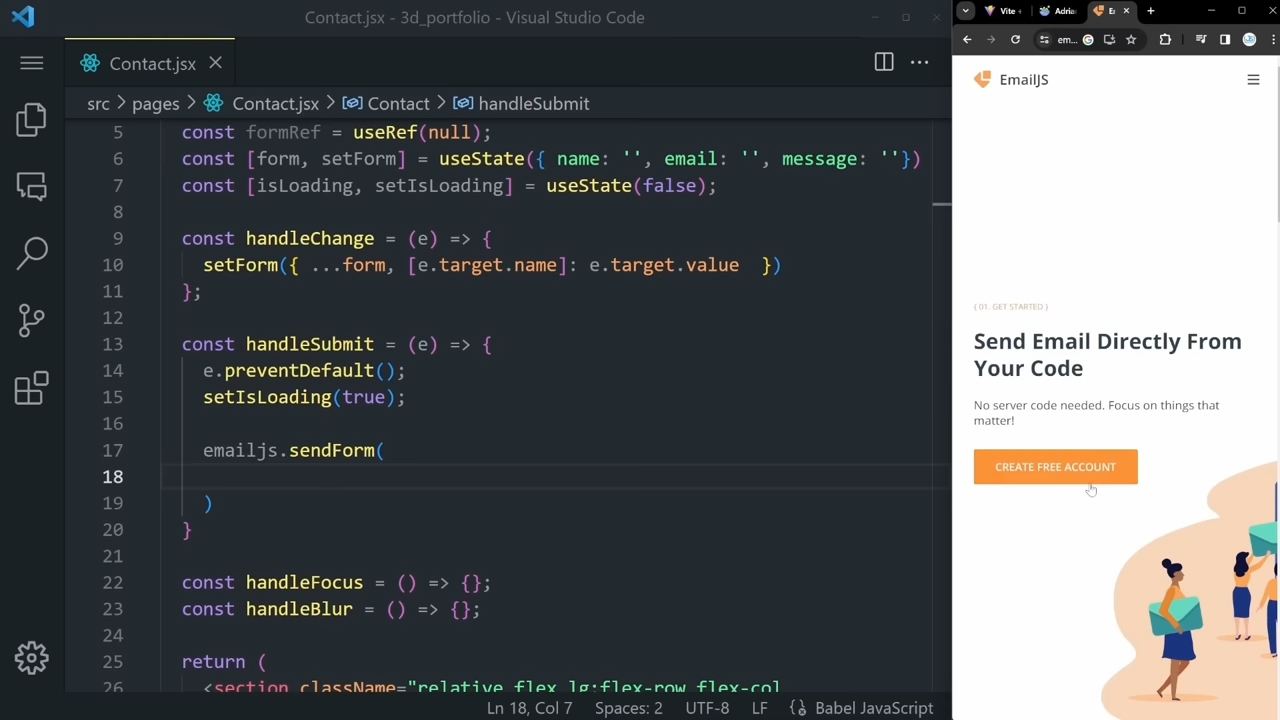 Contact.jsx - 3d_portfolio - Visual Studio Code
Contact.jsx
src > pages > Contact.jsx > Contact > handleSubmit
5 const formRef = useRef(null);
6 const [form, setForm] = useState({ name: '', email: '', message: ''})
7 const [isLoading, setIsLoading] = useState(false);
8
9 const handleChange = (e) => {
10 setForm({ ...form, [e.target.name]: e.target.value })
11 };
12
13 const handleSubmit = (e) => {
14 e.preventDefault();
15 setIsLoading(true);
16
17 emailjs.sendForm(
18
19 )
20 }
21
22 const handleFocus = () => {};
23 const handleBlur = () => {};
24
25 return (
26 <section className="relative flex lg:flex-row flex-col
Ln 18, Col 7 Spaces: 2 UTF-8 LF {} Babel JavaScript
Vite + Adria
em...
EmailJS
( 01. GET STARTED )
Send Email Directly From
Your Code
No server code needed. Focus on things that
matter!
CREATE FREE ACCOUNT